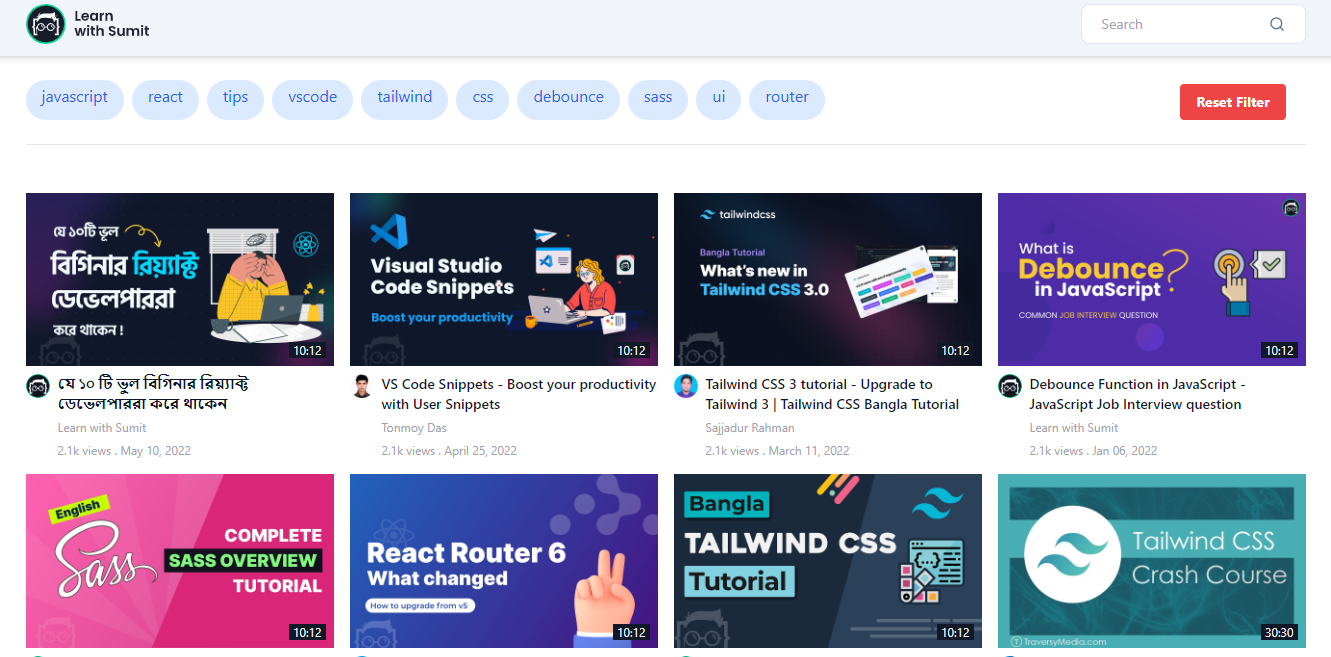 Learn
with Sumit
Search
javascript
react
tips
vscode
tailwind
css
debounce
sass
ui
router
Reset Filter
যে ১০টি ভুল
বিগিনার রিয়্যাক্ট
ডেভেলপাররা
করে থাকেন !
10:12
Visual Studio
Code Snippets
Boost your productivity
10:12
tailwindcss
Bangla Tutorial
What's new in
Tailwind CSS 3.0
10:12
What is
Debounce?
in JavaScript
COMMON JOB INTERVIEW QUESTION
10:12
যে ১০ টি ভুল বিগিনার রিয়্যাক্ট
ডেভেলপাররা করে থাকেন
Learn with Sumit
2.1k views . May 10, 2022
VS Code Snippets - Boost your productivity
with User Snippets
Tonmoy Das
2.1k views . April 25, 2022
Tailwind CSS 3 tutorial - Upgrade to
Tailwind 3 | Tailwind CSS Bangla Tutorial
Sajjadur Rahman
2.1k views . March 11, 2022
Debounce Function in JavaScript -
JavaScript Job Interview question
Learn with Sumit
2.1k views . Jan 06, 2022
English
Sass
COMPLETE
SASS OVERVIEW
TUTORIAL
10:12
React Router 6
What changed
How to upgrade from v5
10:12
Bangla
TAILWIND CSS
Tutorial
10:12
Tailwind CSS
Crash Course
TraversyMedia.com
30:30